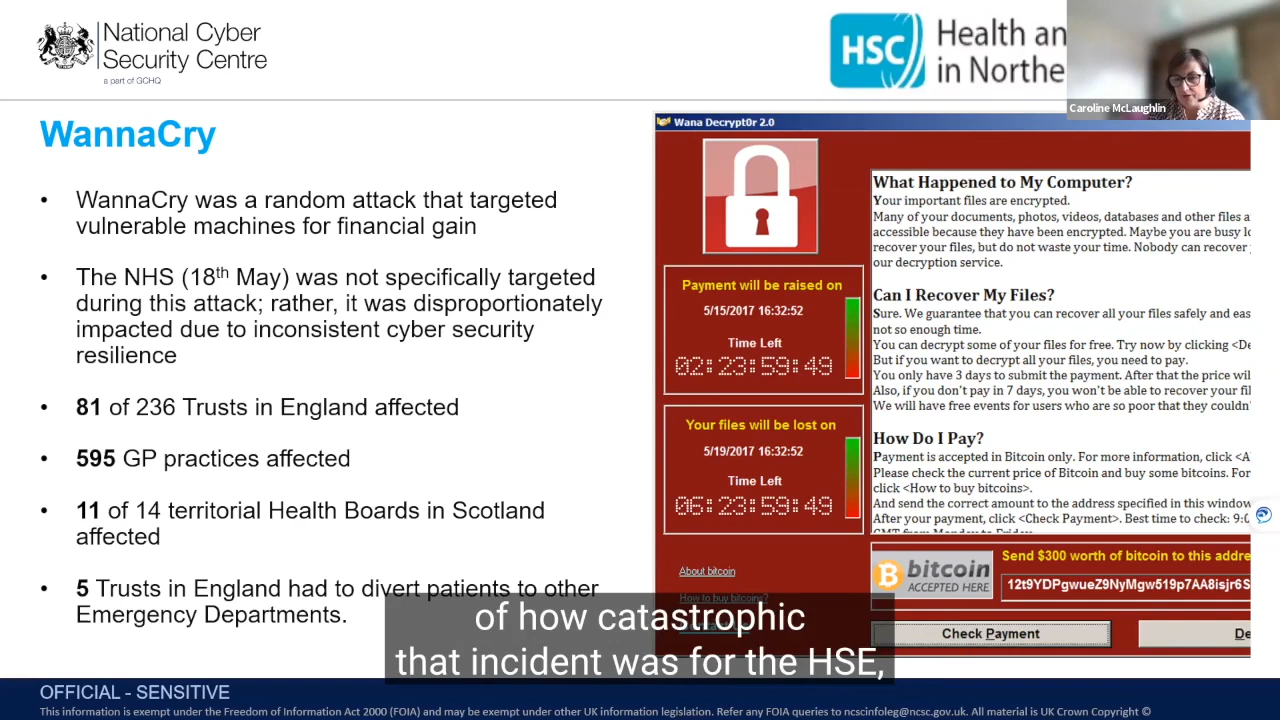 National Cyber
Security Centre
a part of GCHQ
HSC
Health an
in Northe
Caroline McLaughlin
WannaCry
• WannaCry was a random attack that targeted
vulnerable machines for financial gain
• The NHS (18th May) was not specifically targeted
during this attack; rather, it was disproportionately
impacted due to inconsistent cyber security
resilience
• 81 of 236 Trusts in England affected
• 595 GP practices affected
• 11 of 14 territorial Health Boards in Scotland
affected
• 5 Trusts in England had to divert patients to other
Emergency Departments.
Wana Decrypt0r 2.0
Payment will be raised on
5/15/2017 16:32:52
Time Left
02:23:59:49
Your files will be lost on
5/19/2017 16:32:52
Time Left
06:23:59:49
About bitcoin
How to buy bitcoins?
What Happened to My Computer?
Your important files are encrypted.
Many of your documents, photos, videos, databases and other files a
accessible because they have been encrypted. Maybe you are busy lo
recover your files, but do not waste your time. Nobody can recover
our decryption service.
Can I Recover My Files?
Sure. We guarantee that you can recover all your files safely and eas
not so enough time.
You can decrypt some of your files for free. Try now by clicking <De
But if you want to decrypt all your files, you need to pay.
You only have 3 days to submit the payment. After that the price wil
Also, if you don't pay in 7 days, you won't be able to recover your fil
We will have free events for users who are so poor that they couldn'
How Do I Pay?
Payment is accepted in Bitcoin only. For more information, click <A
Please check the current price of Bitcoin and buy some bitcoins. For
click <How to buy bitcoins>.
And send the correct amount to the address specified in this window
After your payment, click <Check Payment>. Best time to check: 9:0
GMT from Monday to Friday.
bitcoin
ACCEPTED HERE
Send $300 worth of bitcoin to this addre
12t9YDPgwueZ9NyMgw519p7AA8isjr6S
Check Payment
De
of how catastrophic
that incident was for the HSE,
OFFICIAL - SENSITIVE
This information is exempt under the Freedom of Information Act 2000 (FOIA) and may be exempt under other UK information legislation. Refer any FOIA queries to ncscinfoleg@ncsc.gov.uk. All material is UK Crown Copyright ©